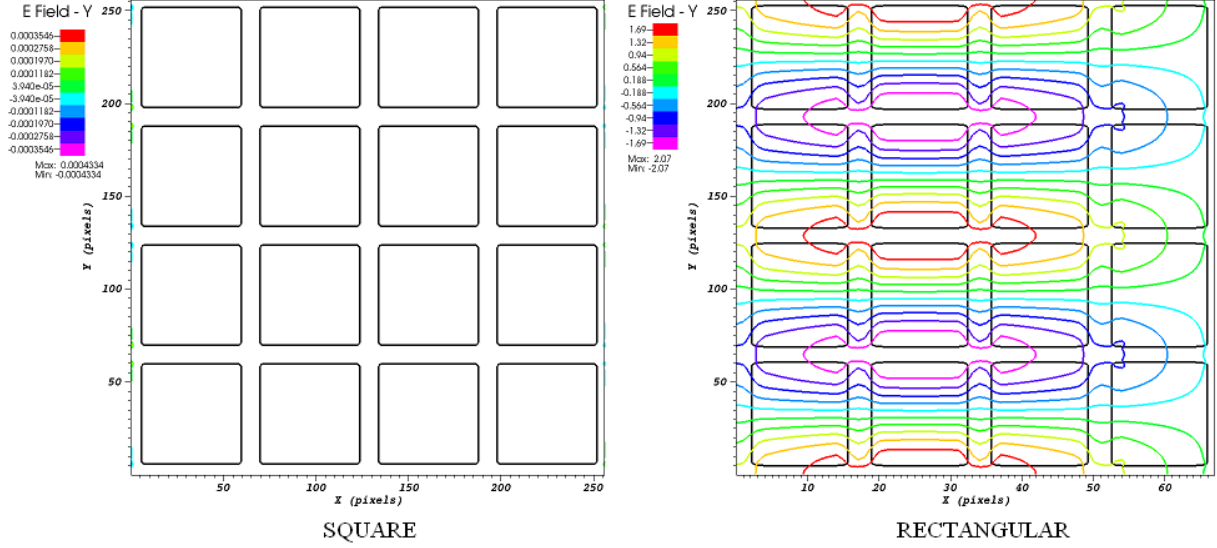 E Field - Y
0.0003546
0.0002758
0.0001970
0.0001182
3.940e-05
-3.940e-05
-0.0001182
-0.0001970
-0.0002758
-0.0003546
Max: 0.0004334
Min: -0.0004334
250
200
150
100
50
Y (pixels)
50
100
150
200
250
X (pixels)
SQUARE
E Field - Y
1.69
1.32
0.94
0.564
0.188
-0.188
-0.564
-0.94
-1.32
-1.69
Max: 2.07
Min: -2.07
250
200
150
100
50
Y (pixels)
10
20
30
40
50
60
X (pixels)
RECTANGULAR